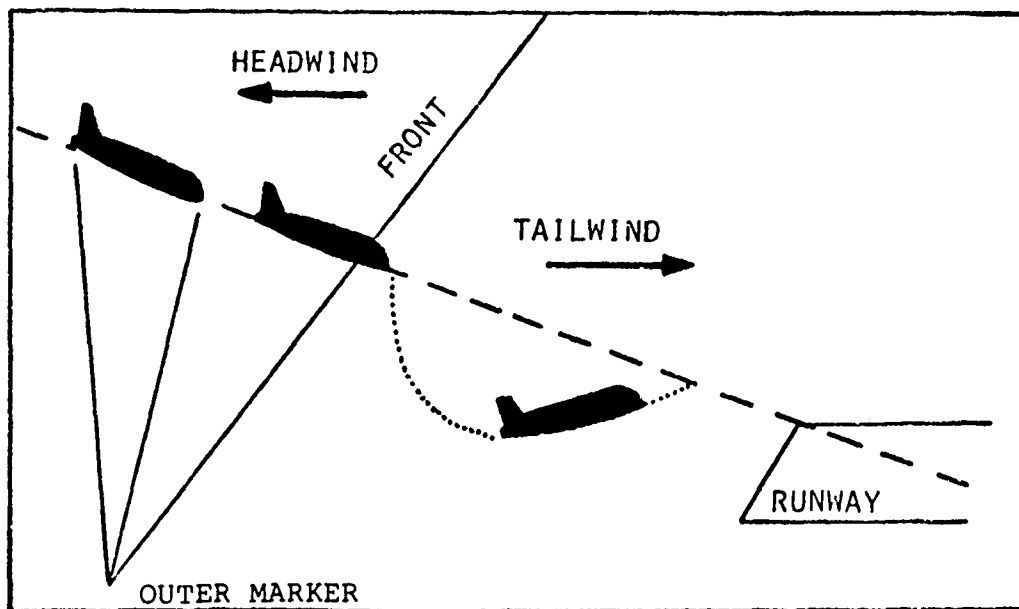 HEADWIND
FRONT
TAILWIND
RUNWAY
OUTER MARKER